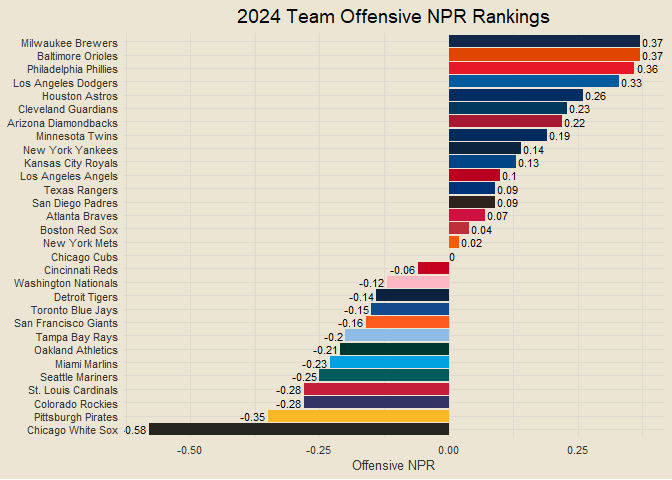 2024 Team Offensive NPR Rankings
Milwaukee Brewers 0.37
Baltimore Orioles 0.37
Philadelphia Phillies 0.36
Los Angeles Dodgers 0.33
Houston Astros 0.26
Cleveland Guardians 0.23
Arizona Diamondbacks 0.22
Minnesota Twins 0.19
New York Yankees 0.14
Kansas City Royals 0.13
Los Angeles Angels 0.1
Texas Rangers 0.09
San Diego Padres 0.09
Atlanta Braves 0.07
Boston Red Sox 0.04
New York Mets 0.02
Chicago Cubs 0
Cincinnati Reds -0.06
Washington Nationals -0.12
Detroit Tigers -0.14
Toronto Blue Jays -0.15
San Francisco Giants -0.16
Tampa Bay Rays -0.2
Oakland Athletics -0.21
Miami Marlins -0.23
Seattle Mariners -0.25
St. Louis Cardinals -0.28
Colorado Rockies -0.28
Pittsburgh Pirates -0.35
Chicago White Sox -0.58
-0.50 -0.25 0.00 0.25
Offensive NPR